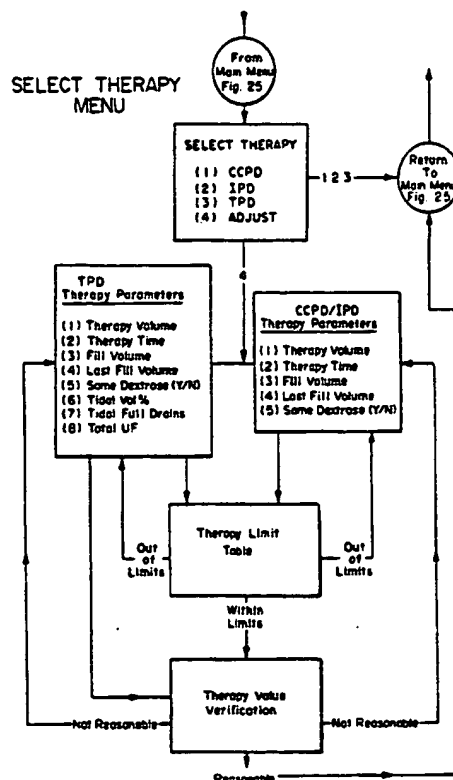 From
Main Menu
Fig. 25
SELECT THERAPY
MENU
SELECT THERAPY
(1) CCPD
(2) IPD
(3) TPD
(4) ADJUST
1 2 3
Return
To
Main Menu
Fig. 25
4
TPD
Therapy Parameters
(1) Therapy Volume
(2) Therapy Time
(3) Fill Volume
(4) Last Fill Volume
(5) Same Dextrose (Y/N)
(6) Tidal Vol%
(7) Tidal Full Drains
(8) Total UF
CCPD/IPD
Therapy Parameters
(1) Therapy Volume
(2) Therapy Time
(3) Fill Volume
(4) Last Fill Volume
(5) Same Dextrose (Y/N)
Therapy Limit
Table
Out
of
Limits
Out
of
Limits
Within
Limits
Therapy Value
Verification
Not Reasonable
Not Reasonable
Reasonable